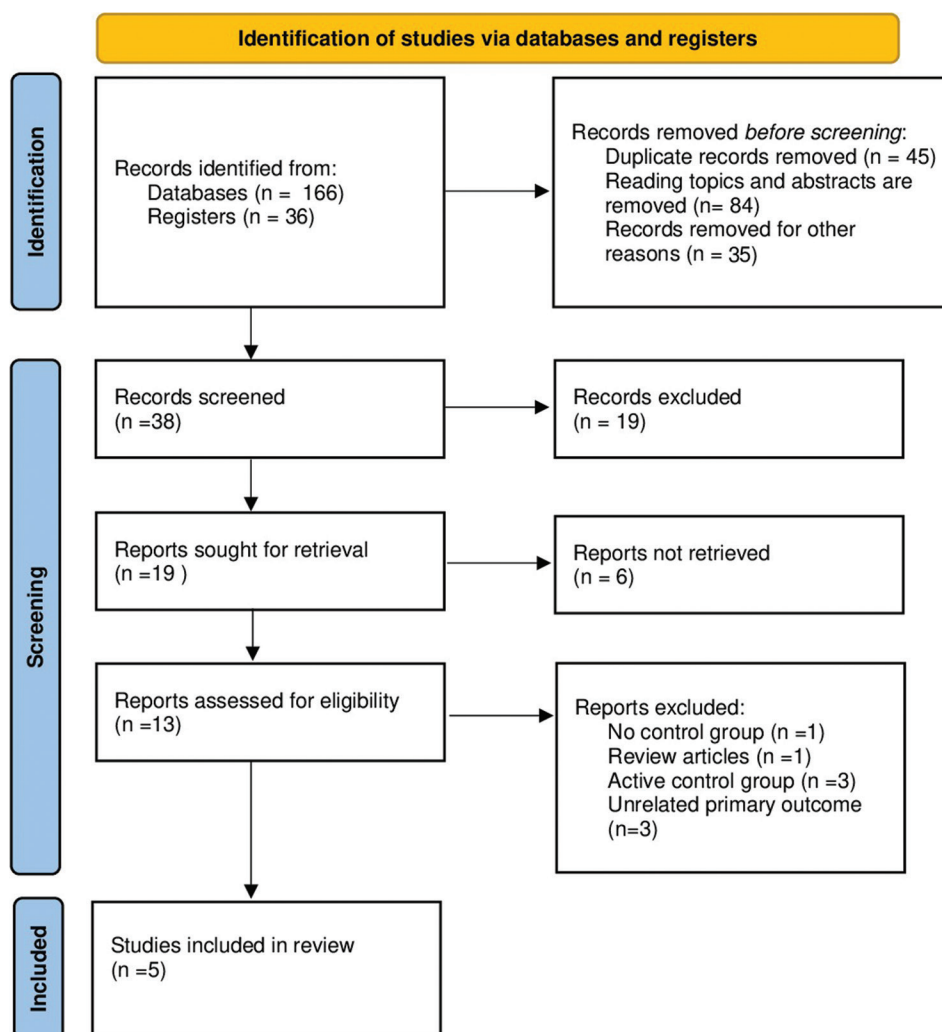 Identification of studies via databases and registers
Identification
Records identified from:
Databases (n = 166)
Registers (n = 36)
Records removed before screening:
Duplicate records removed (n = 45)
Reading topics and abstracts are
removed (n= 84)
Records removed for other
reasons (n = 35)
Screening
Records screened
(n =38)
Records excluded
(n = 19)
Reports sought for retrieval
(n =19 )
Reports not retrieved
(n = 6)
Reports assessed for eligibility
(n =13)
Reports excluded:
No control group (n =1)
Review articles (n =1)
Active control group (n =3)
Unrelated primary outcome
(n=3)
Included
Studies included in review
(n =5)